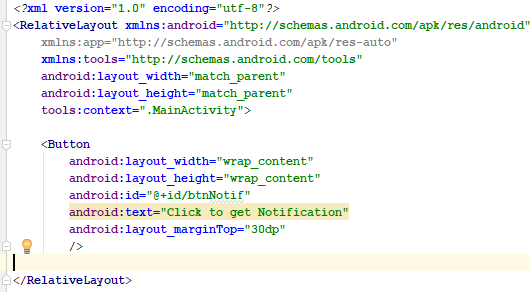 <?xml version="1.0" encoding="utf-8"?>
<RelativeLayout xmlns:android="http://schemas.android.com/apk/res/android"
xmlns:app="http://schemas.android.com/apk/res-auto"
xmlns:tools="http://schemas.android.com/tools"
android:layout_width="match_parent"
android:layout_height="match_parent"
tools:context=".MainActivity">
<Button
android:layout_width="wrap_content"
android:layout_height="wrap_content"
android:id="@+id/btnNotif"
android:text="Click to get Notification"
android:layout_marginTop="30dp"
/>
</RelativeLayout>